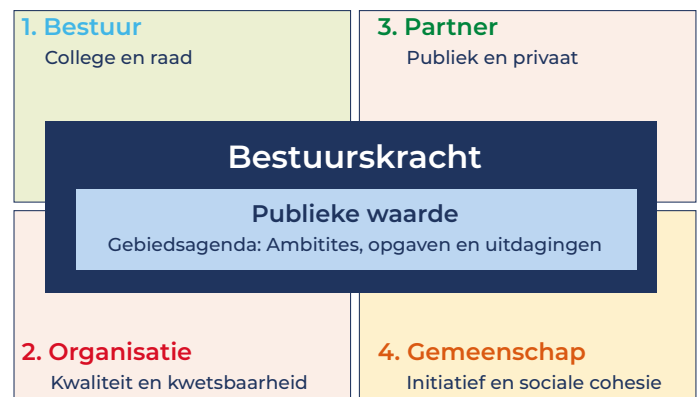 1. Bestuur
College en raad
3. Partner
Publiek en privaat
Bestuurskracht
Publieke waarde
Gebiedsagenda: Ambitites, opgaven en uitdagingen
2. Organisatie
Kwaliteit en kwetsbaarheid
4. Gemeenschap
Initiatief en sociale cohesie